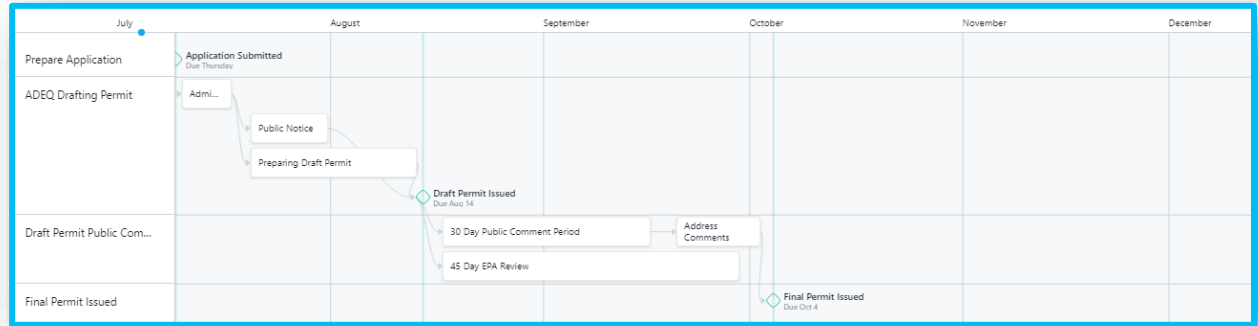 July August September October November December
Prepare Application
Application Submitted
Due Thursday
ADEQ Drafting Permit
Admi...
Public Notice
Preparing Draft Permit
Draft Permit Issued
Due Aug 14
Draft Permit Public Com...
30 Day Public Comment Period
Address
Comments
45 Day EPA Review
Final Permit Issued
Final Permit Issued
Due Oct 4